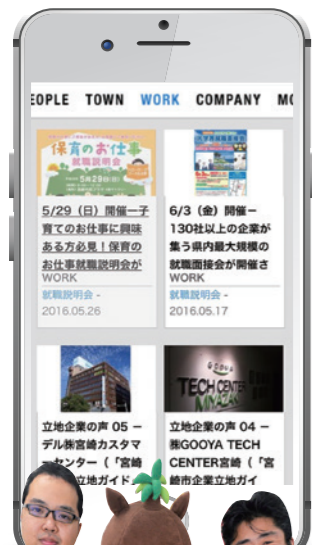 EOPLE TOWN WORK COMPANY
保育のお仕事
就職説明会
5月29日(日)
5/29（日）開催ー子
育てのお仕事に興味
ある方必見！保育の
お仕事就職説明会が
WORK
就職説明会 -
2016.05.26
6/3（金）開催ー
130社以上の企業が
集う県内最大規模の
就職面接会が開催さ
WORK
就職説明会 -
2016.05.17
GOOYA
TECH CENTER
MIYAZAKI
立地企業の声 05 ー
デル㈱宮崎カスタマ
ーセンター（「宮崎
立地ガイド」
立地企業の声 04 ー
㈱GOOYA TECH
CENTER宮崎（「宮
崎市企業立地ガイ